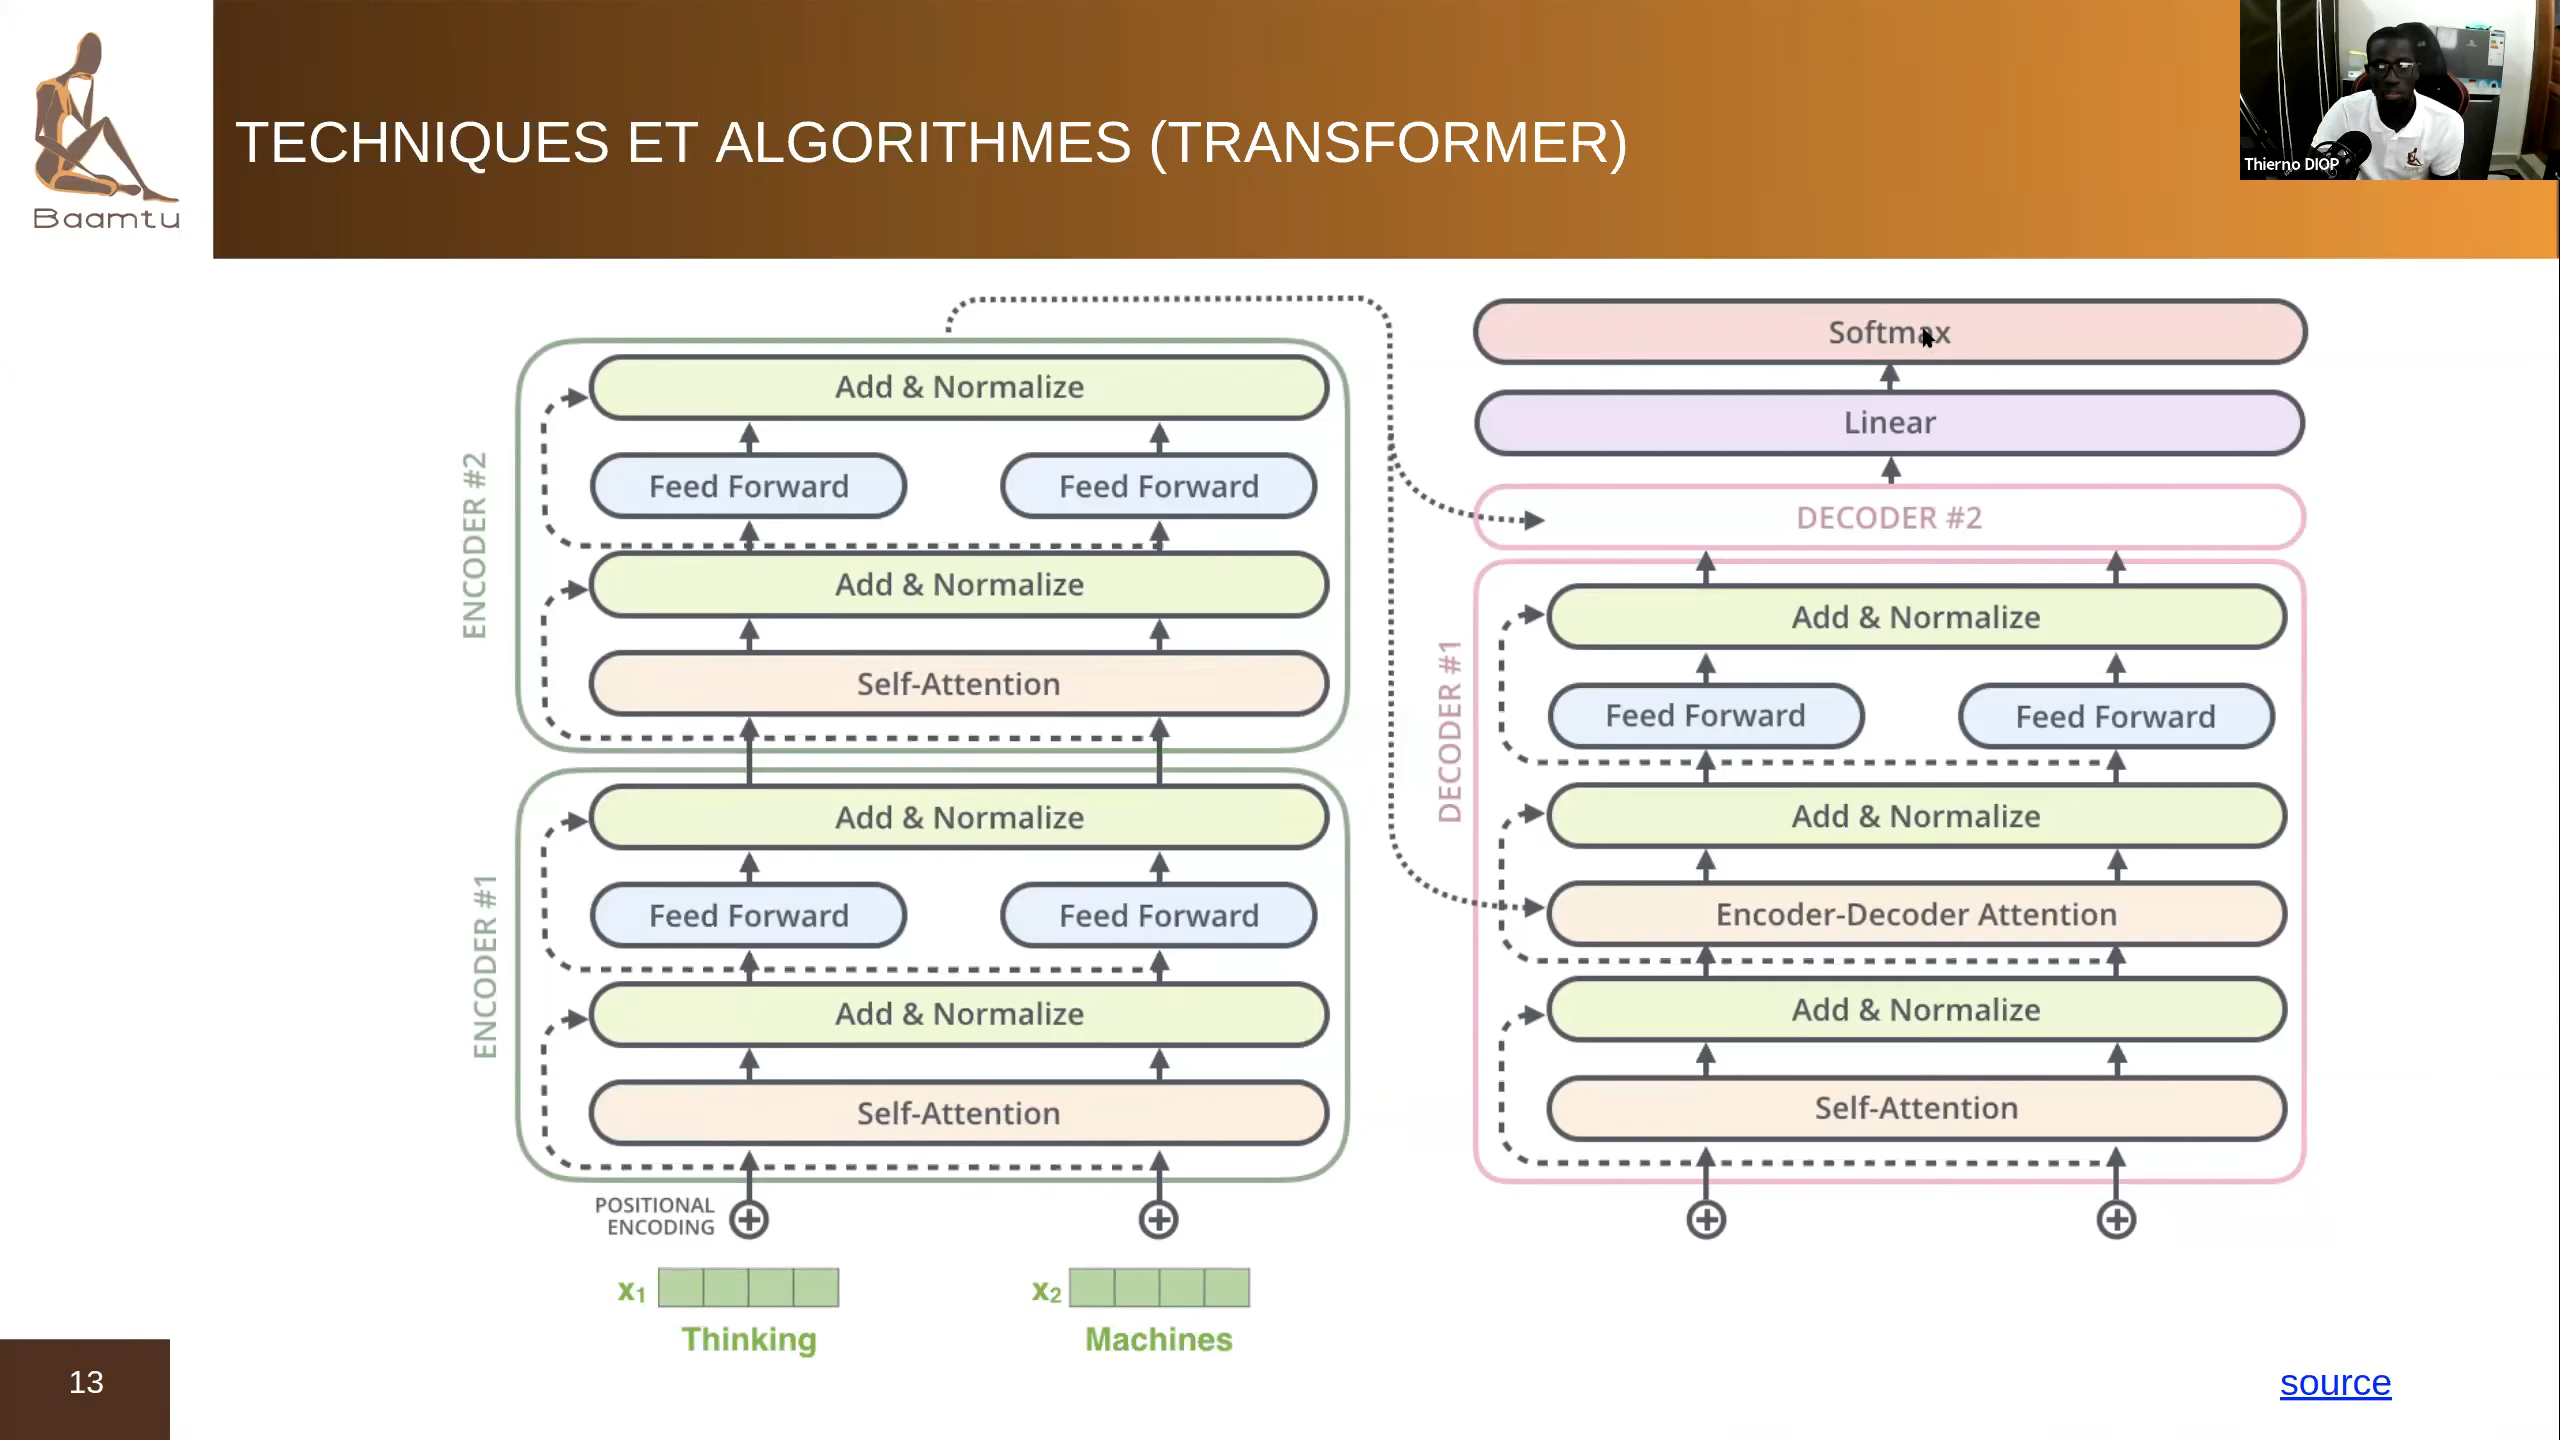 Baamtu
TECHNIQUES ET ALGORITHMES (TRANSFORMER)
Thierno DIOP
ENCODER #2
Add & Normalize
Feed Forward
Feed Forward
Add & Normalize
Self-Attention
ENCODER #1
Add & Normalize
Feed Forward
Feed Forward
Add & Normalize
Self-Attention
POSITIONAL
ENCODING
x1
x2
Thinking
Machines
Softmax
Linear
DECODER #2
DECODER #1
Add & Normalize
Feed Forward
Feed Forward
Add & Normalize
Encoder-Decoder Attention
Add & Normalize
Self-Attention
13
source